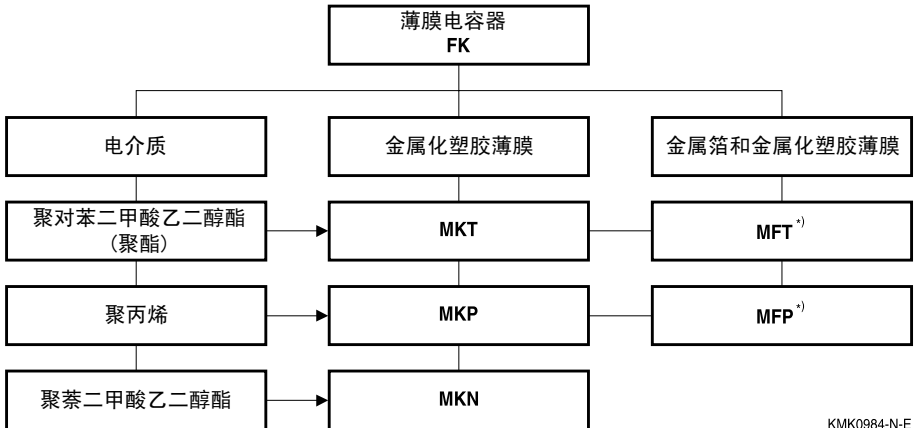 薄膜电容器
FK
电介质
金属化塑胶薄膜
金属箔和金属化塑胶薄膜
聚对苯二甲酸乙二醇酯
(聚酯)
MKT
MFT *)
聚丙烯
MKP
MFP *)
聚萘二甲酸乙二醇酯
MKN
KMK0984-N-E